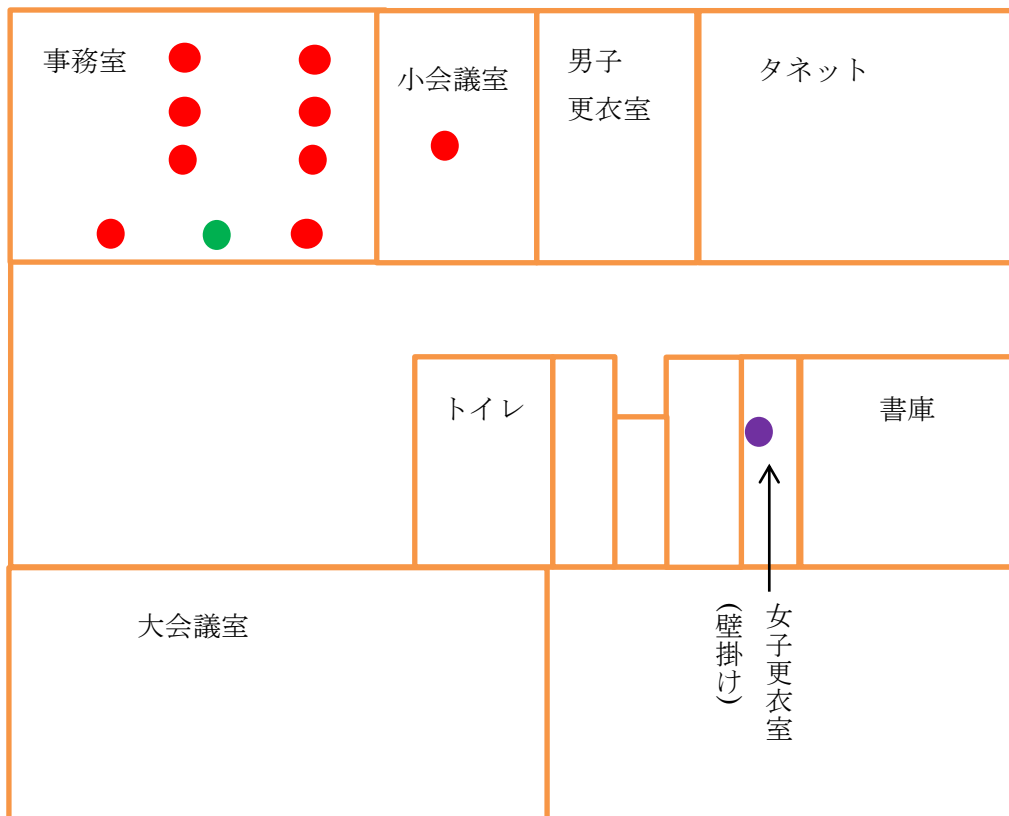 事務室
小会議室
男子
更衣室
タネット
トイレ
書庫
大会議室
女子更衣室
(壁掛け)